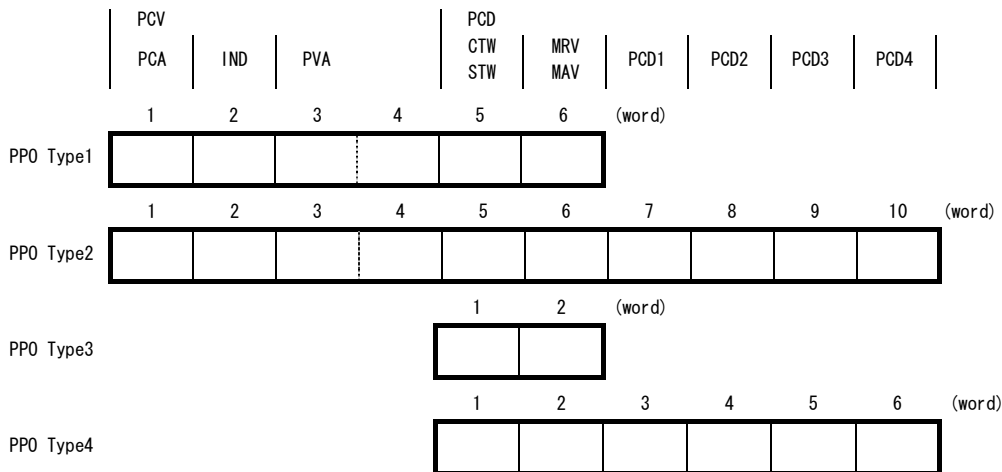 PCV PCD
PCA IND PVA CTW STW MRV MAV PCD1 PCD2 PCD3 PCD4
1 2 3 4 5 6 (word)
PPO Type1
1 2 3 4 5 6 7 8 9 10 (word)
PPO Type2
1 2 (word)
PPO Type3
1 2 3 4 5 6 (word)
PPO Type4